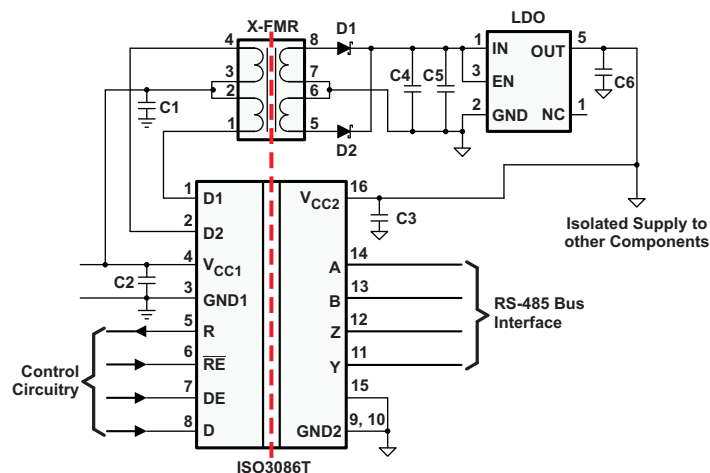 X-FMR
D1
LDO
4
8
1
IN
OUT
5
3
7
C4
C5
3
EN
C6
C1
2
6
2
GND
NC
1
1
5
D2
1
D1
16
VCC2
C3
2
D2
Isolated Supply to
other Components
4
VCC1
14
A
C2
3
GND1
13
B
RS-485 Bus
Interface
5
R
12
Z
Control
Circuitry
6
RE
11
Y
7
DE
15
8
D
9, 10
GND2
ISO3086T